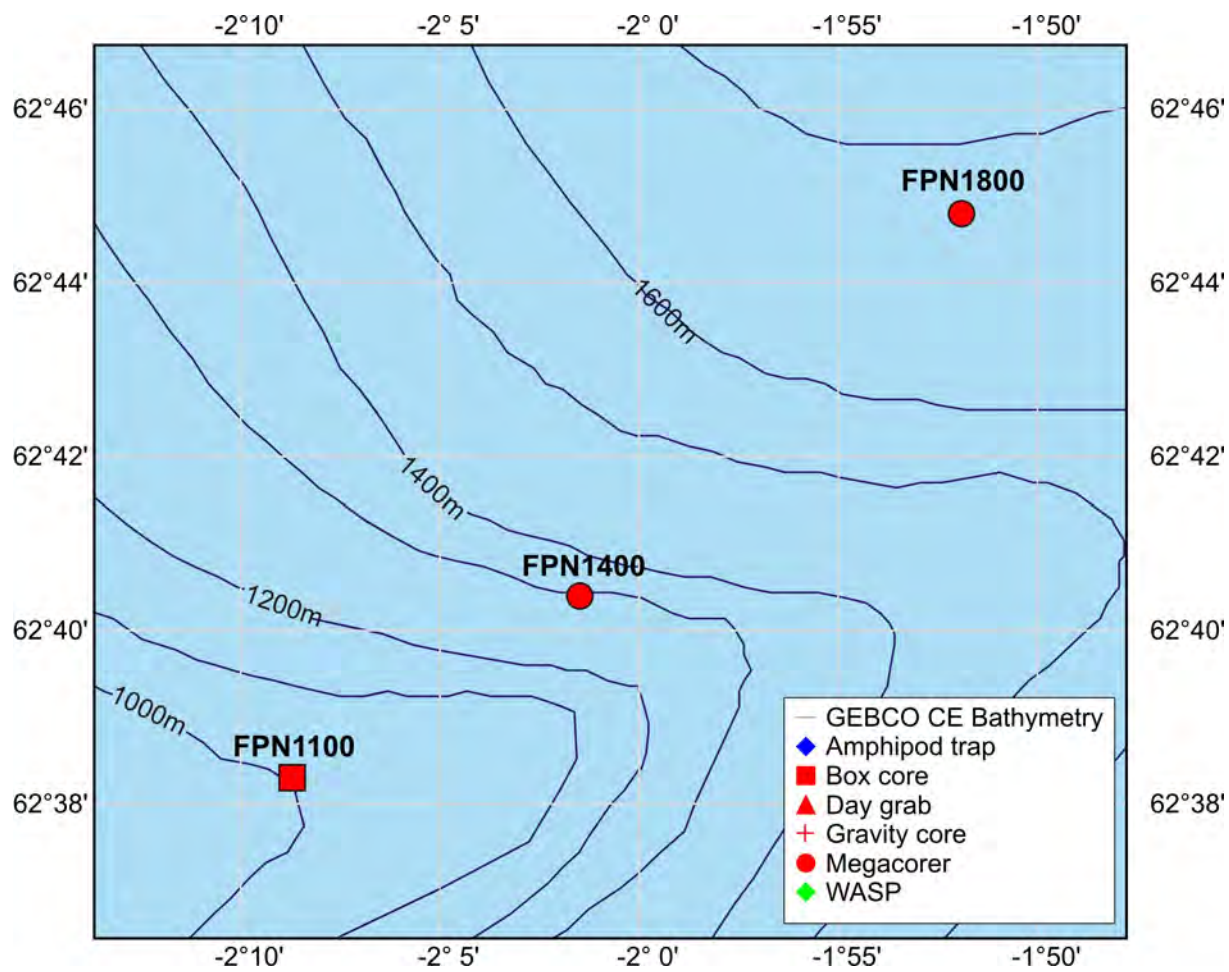 -2°10' -2° 5' -2° 0' -1°55' -1°50'
62°46' 62°46'
FPN1800
62°44' 62°44'
1600m
62°42' 62°42'
1400m
FPN1400
1200m
62°40' 62°40'
1000m
GEBCO CE Bathymetry
FPN1100
Amphipod trap
Box core
62°38' 62°38'
Day grab
Gravity core
Megacorer
WASP
-2°10' -2° 5' -2° 0' -1°55' -1°50'